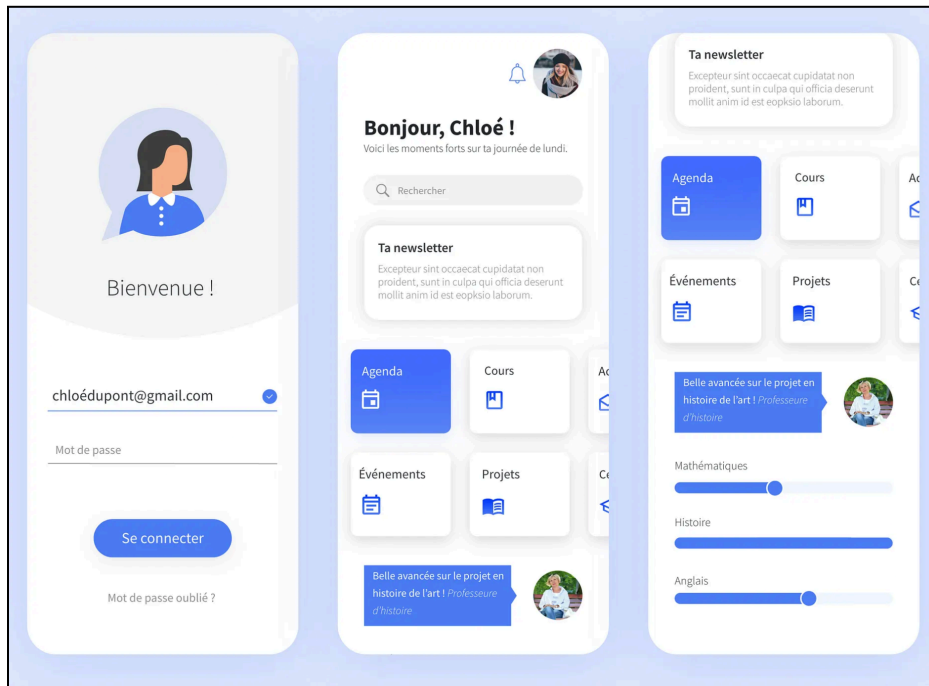 Bienvenue !
chloédupont@gmail.com
Mot de passe
Se connecter
Mot de passe oublié ?
Bonjour, Chloé !
Voici les moments forts sur ta journée de lundi.
Rechercher
Ta newsletter
Excepteur sint occaecat cupidatat non
proident, sunt in culpa qui officia deserunt
mollit anim id est eopksio laborum.
Agenda
Cours
Ac
Événements
Projets
Ce
Belle avancée sur le projet en
histoire de l'art ! Professeure
d'histoire
Ta newsletter
Excepteur sint occaecat cupidatat non
proident, sunt in culpa qui officia deserunt
mollit anim id est eopksio laborum.
Agenda
Cours
Ac
Événements
Projets
Ce
Belle avancée sur le projet en
histoire de l'art ! Professeure
d'histoire
Mathématiques
Histoire
Anglais